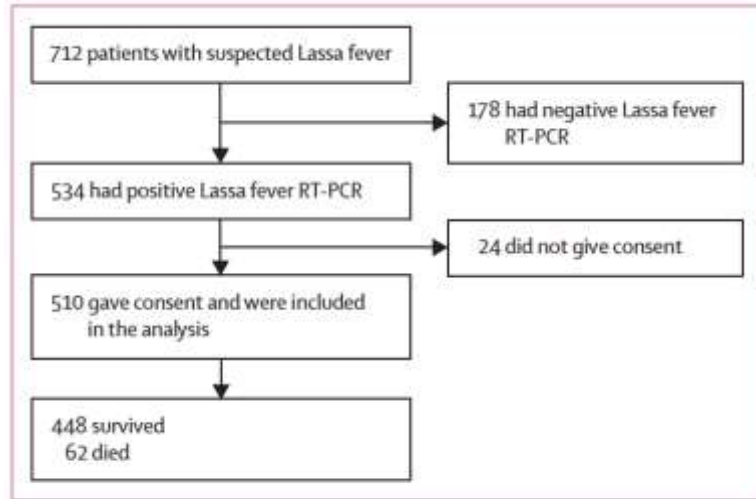 712 patients with suspected Lassa fever
178 had negative Lassa fever
RT-PCR
534 had positive Lassa fever RT-PCR
24 did not give consent
510 gave consent and were included
in the analysis
448 survived
62 died